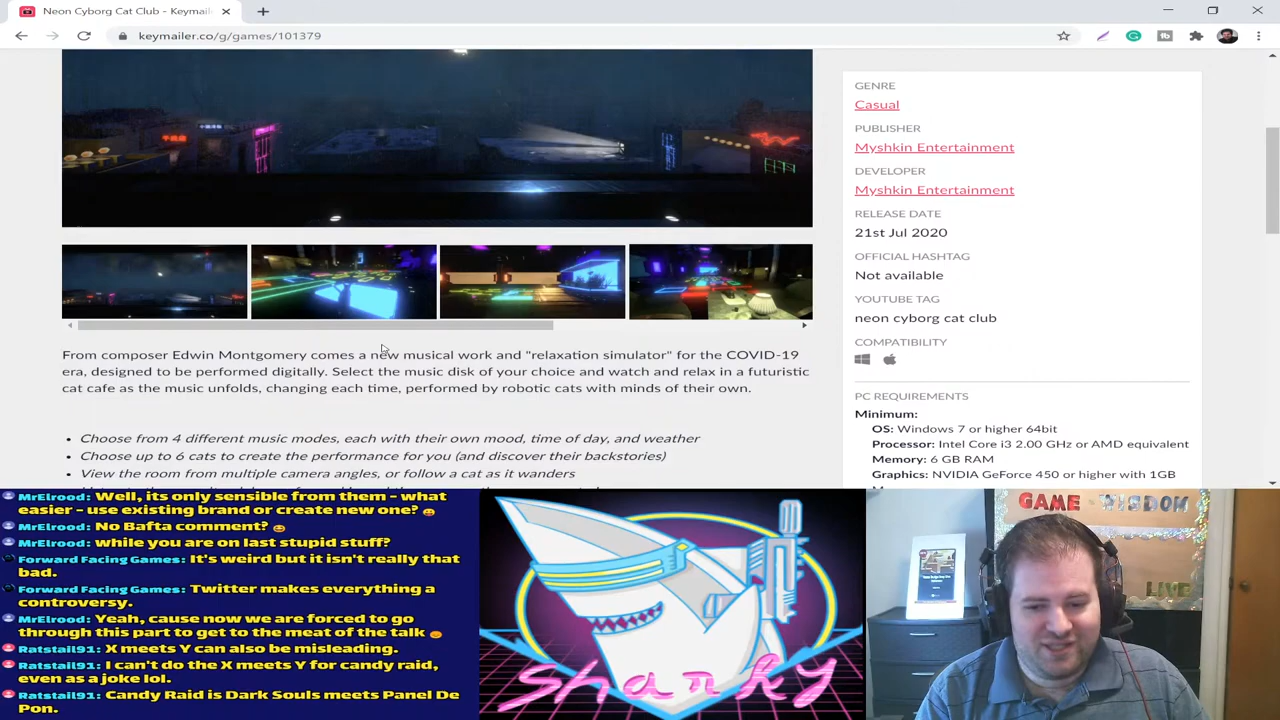 Neon Cyborg Cat Club - Keymail
keymailer.co/g/games/101379
GENRE
Casual
PUBLISHER
Myshkin Entertainment
DEVELOPER
Myshkin Entertainment
RELEASE DATE
21st Jul 2020
OFFICIAL HASHTAG
Not available
YOUTUBE TAG
neon cyborg cat club
COMPATIBILITY
PC REQUIREMENTS
Minimum:
OS: Windows 7 or higher 64bit
Processor: Intel Core i3 2.00 GHz or AMD equivalent
Memory: 6 GB RAM
Graphics: NVIDIA GeForce 450 or higher with 1GB
From composer Edwin Montgomery comes a new musical work and "relaxation simulator" for the COVID-19
era, designed to be performed digitally. Select the music disk of your choice and watch and relax in a futuristic
cat cafe as the music unfolds, changing each time, performed by robotic cats with minds of their own.
• Choose from 4 different music modes, each with their own mood, time of day, and weather
• Choose up to 6 cats to create the performance for you (and discover their backstories)
• View the room from multiple camera angles, or follow a cat as it wanders
MrElrood: Well, its only sensible from them - what
easier - use existing brand or create new one?
MrElrood: No Bafta comment?
MrElrood: while you are on last stupid stuff?
Forward Facing Games: It's weird but it isn't really that
bad.
Forward Facing Games: Twitter makes everything a
controversy.
MrElrood: Yeah, cause now we are forced to go
through this part to get to the meat of the talk
Ratstail91: X meets Y can also be misleading.
Ratstail91: I can't do the X meets Y for candy raid,
even as a joke lol.
Ratstail91: Candy Raid is Dark Souls meets Panel De
Pon.
sharky
GAME WISDOM
LIVE